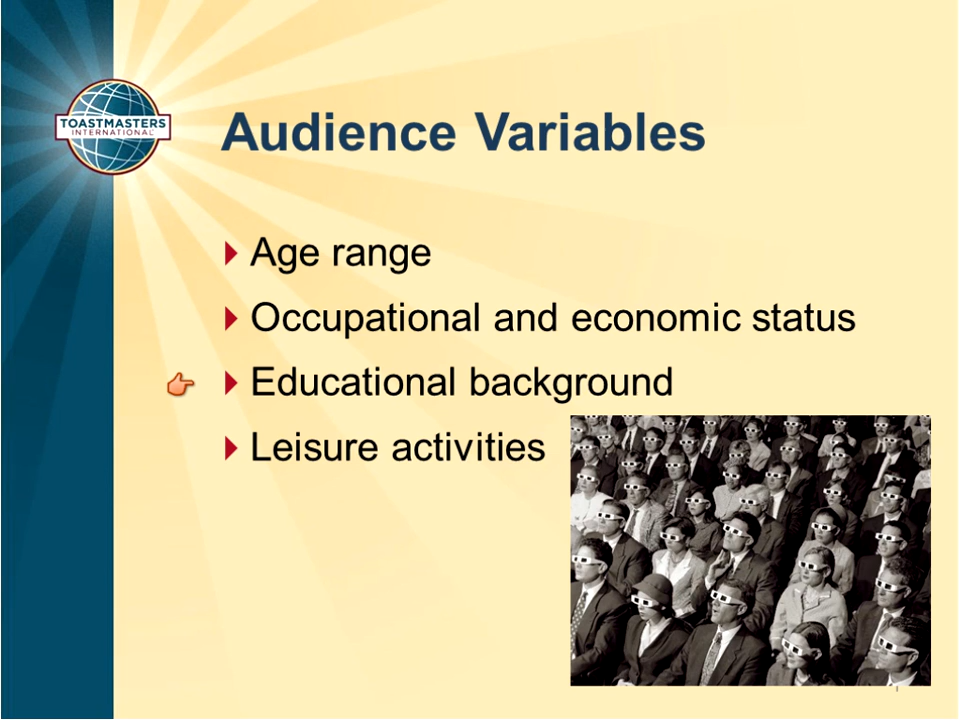 TOASTMASTERS
INTERNATIONAL
Audience Variables
Age range
Occupational and economic status
Educational background
Leisure activities